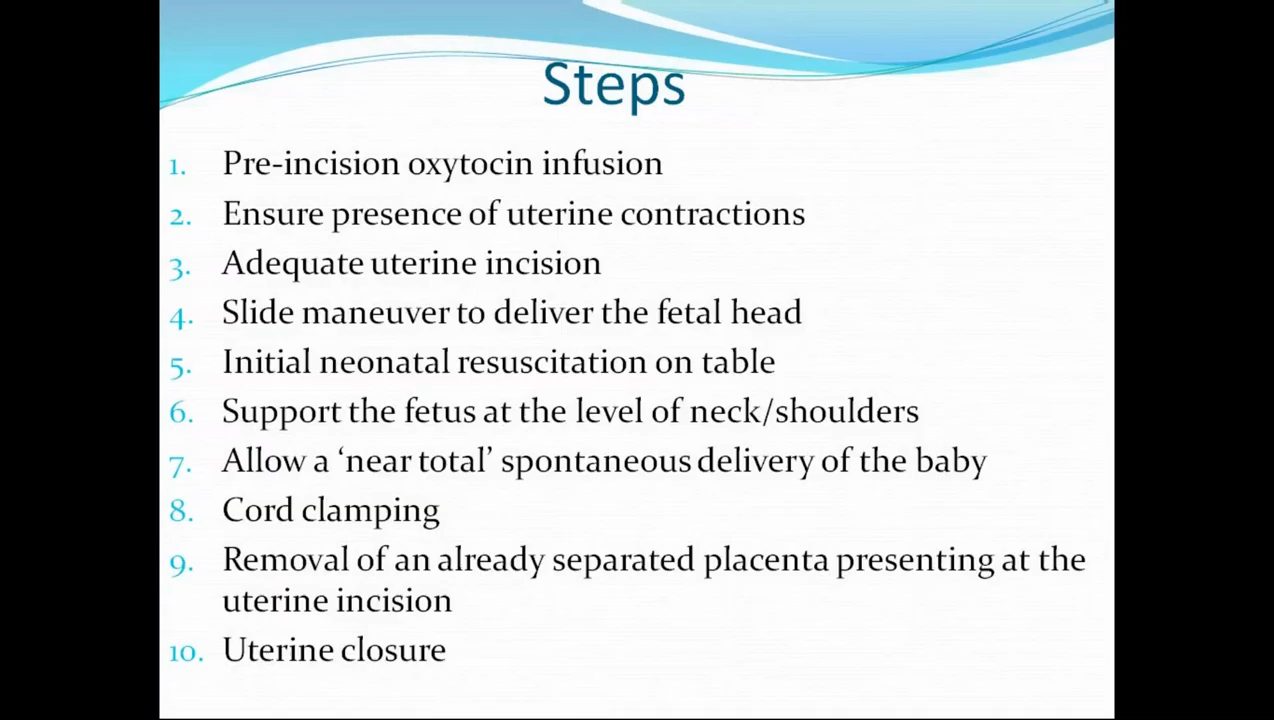 Steps
1. Pre-incision oxytocin infusion
2. Ensure presence of uterine contractions
3. Adequate uterine incision
4. Slide maneuver to deliver the fetal head
5. Initial neonatal resuscitation on table
6. Support the fetus at the level of neck/shoulders
7. Allow a ‘near total’ spontaneous delivery of the baby
8. Cord clamping
9. Removal of an already separated placenta presenting at the
uterine incision
10. Uterine closure